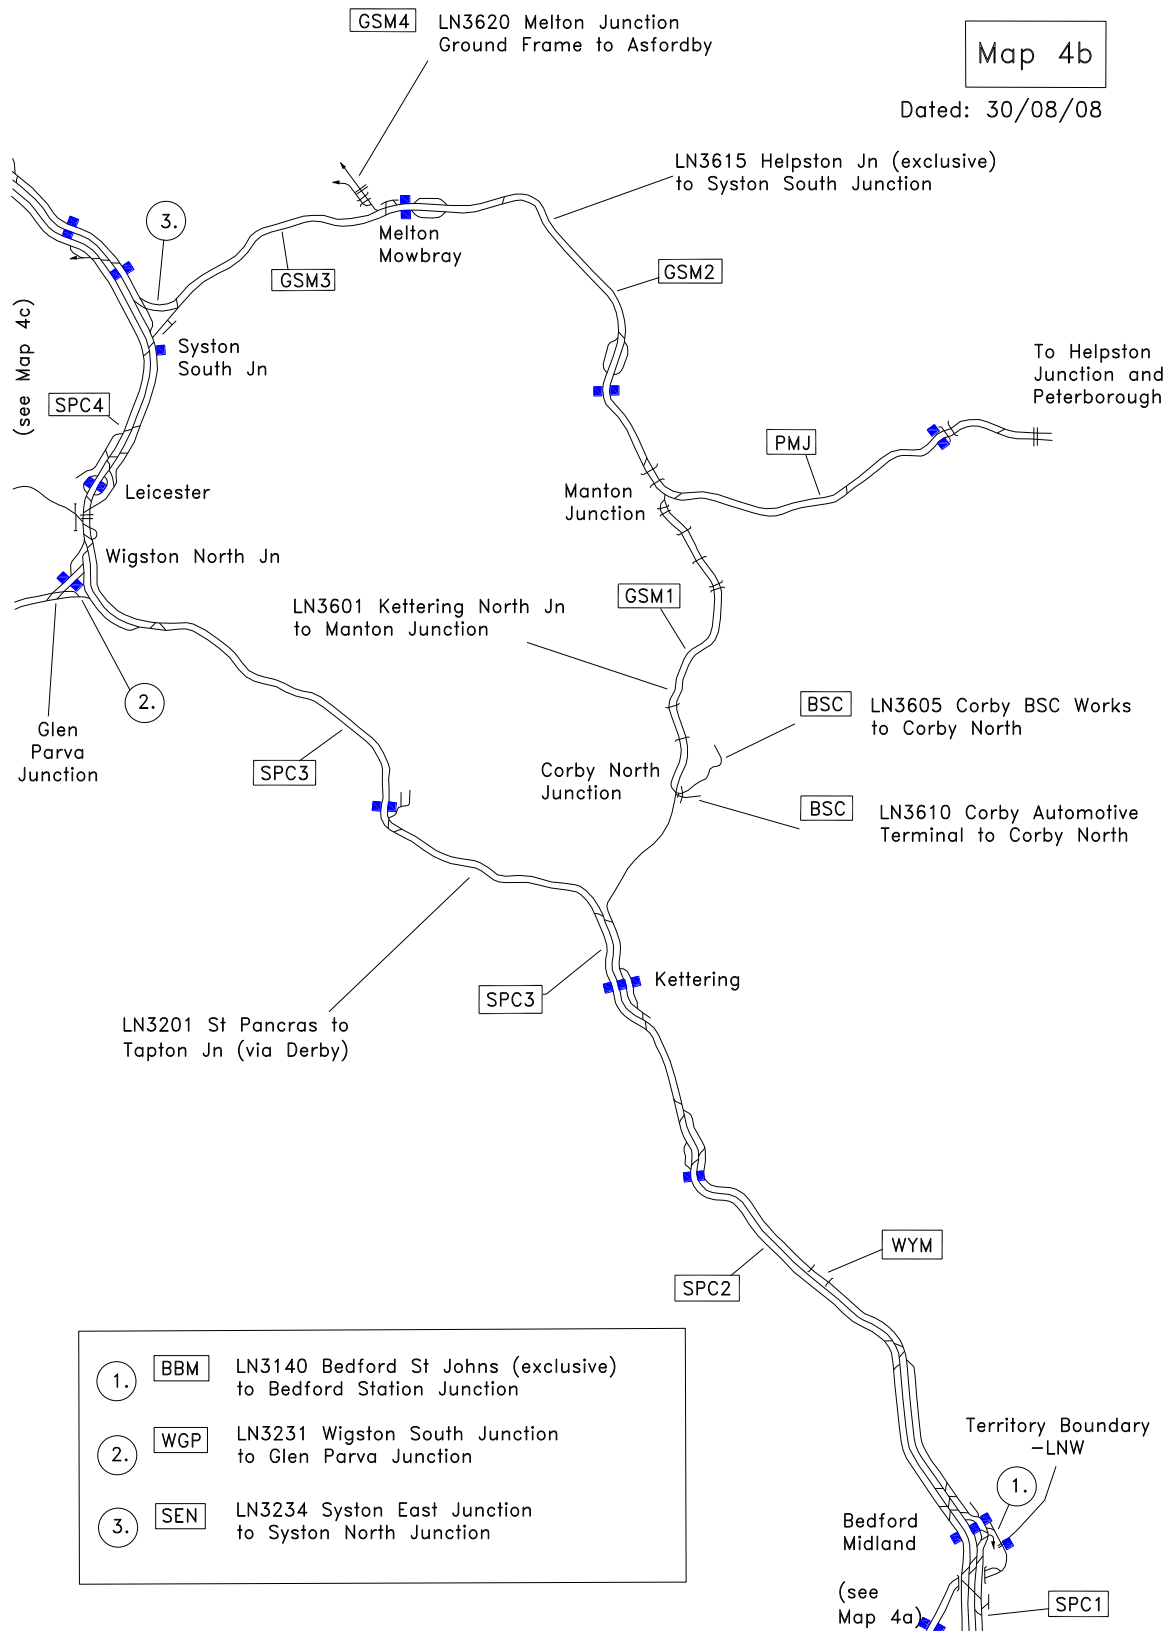 GSM4
LN3620 Melton Junction
Ground Frame to Asfordby
Map 4b
Dated: 30/08/08
LN3615 Helpston Jn (exclusive)
to Syston South Junction
3.
Melton
Mowbray
GSM3
GSM2
(see Map 4c)
Syston
South Jn
To Helpston
Junction and
Peterborough
SPC4
PMJ
Leicester
Manton
Junction
Wigston North Jn
GSM1
LN3601 Kettering North Jn
to Manton Junction
2.
BSC
LN3605 Corby BSC Works
to Corby North
Glen
Parva
Junction
SPC3
Corby North
Junction
BSC
LN3610 Corby Automotive
Terminal to Corby North
Kettering
SPC3
LN3201 St Pancras to
Tapton Jn (via Derby)
WYM
SPC2
1.
BBM
LN3140 Bedford St Johns (exclusive)
to Bedford Station Junction
2.
WGP
LN3231 Wigston South Junction
to Glen Parva Junction
3.
SEN
LN3234 Syston East Junction
to Syston North Junction
Territory Boundary
-LNW
1.
Bedford
Midland
(see
Map 4a)
SPC1